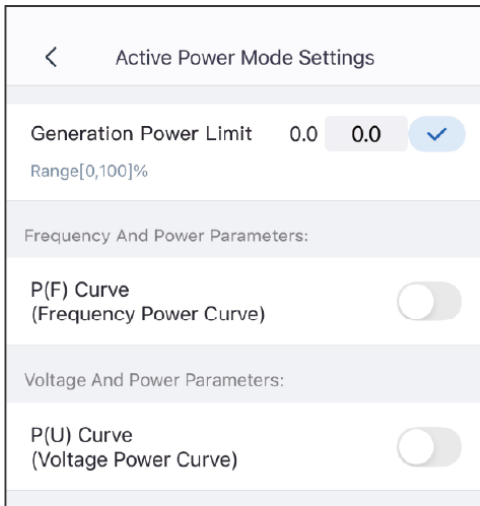 Active Power Mode Settings
Generation Power Limit 0.0 0.0
Range[0,100]%
Frequency And Power Parameters:
P(F) Curve
(Frequency Power Curve)
Voltage And Power Parameters:
P(U) Curve
(Voltage Power Curve)